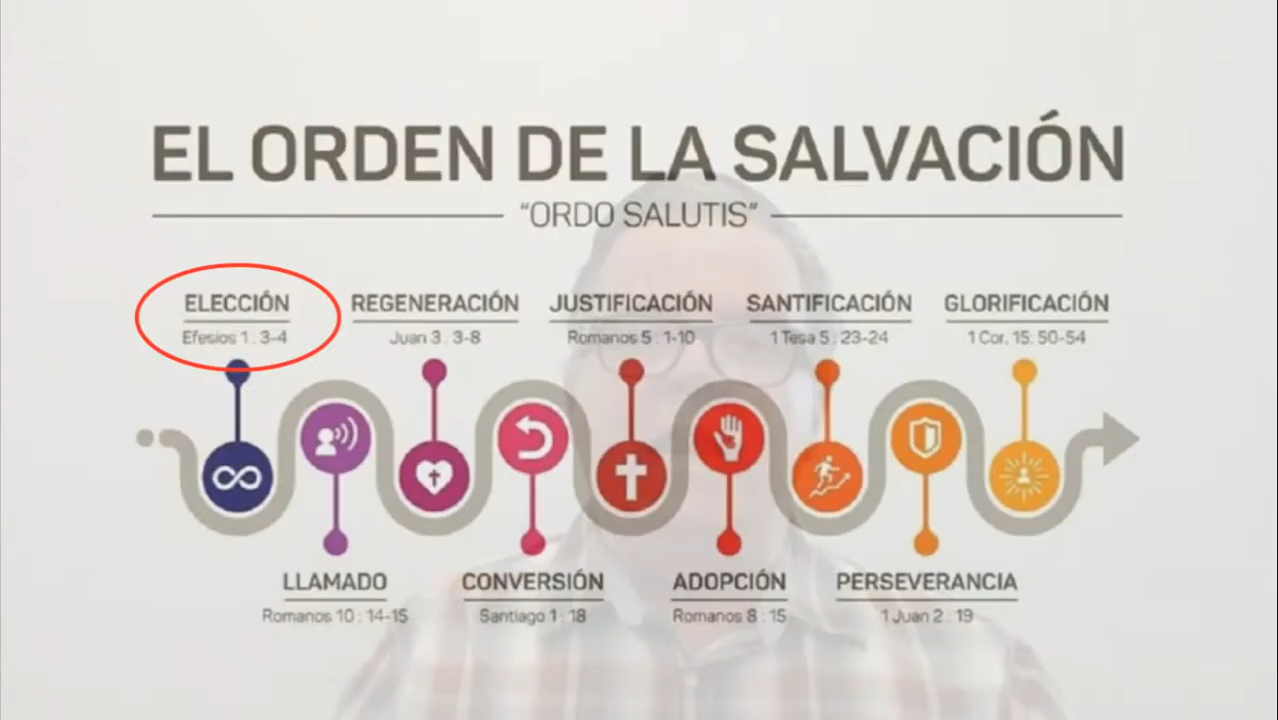 EL ORDEN DE LA SALVACIÓN
"ORDO SALUTIS"
ELECCIÓN
Efesios 1 : 3-4
REGENERACIÓN
Juan 3 : 3-8
JUSTIFICACIÓN
Romanos 5 : 1-10
SANTIFICACIÓN
1 Tesa 5 : 23-24
GLORIFICACIÓN
1 Cor. 15: 50-54
LLAMADO
Romanos 10 : 14-15
CONVERSIÓN
Santiago 1 : 18
ADOPCIÓN
Romanos 8 : 15
PERSEVERANCIA
1 Juan 2 : 19